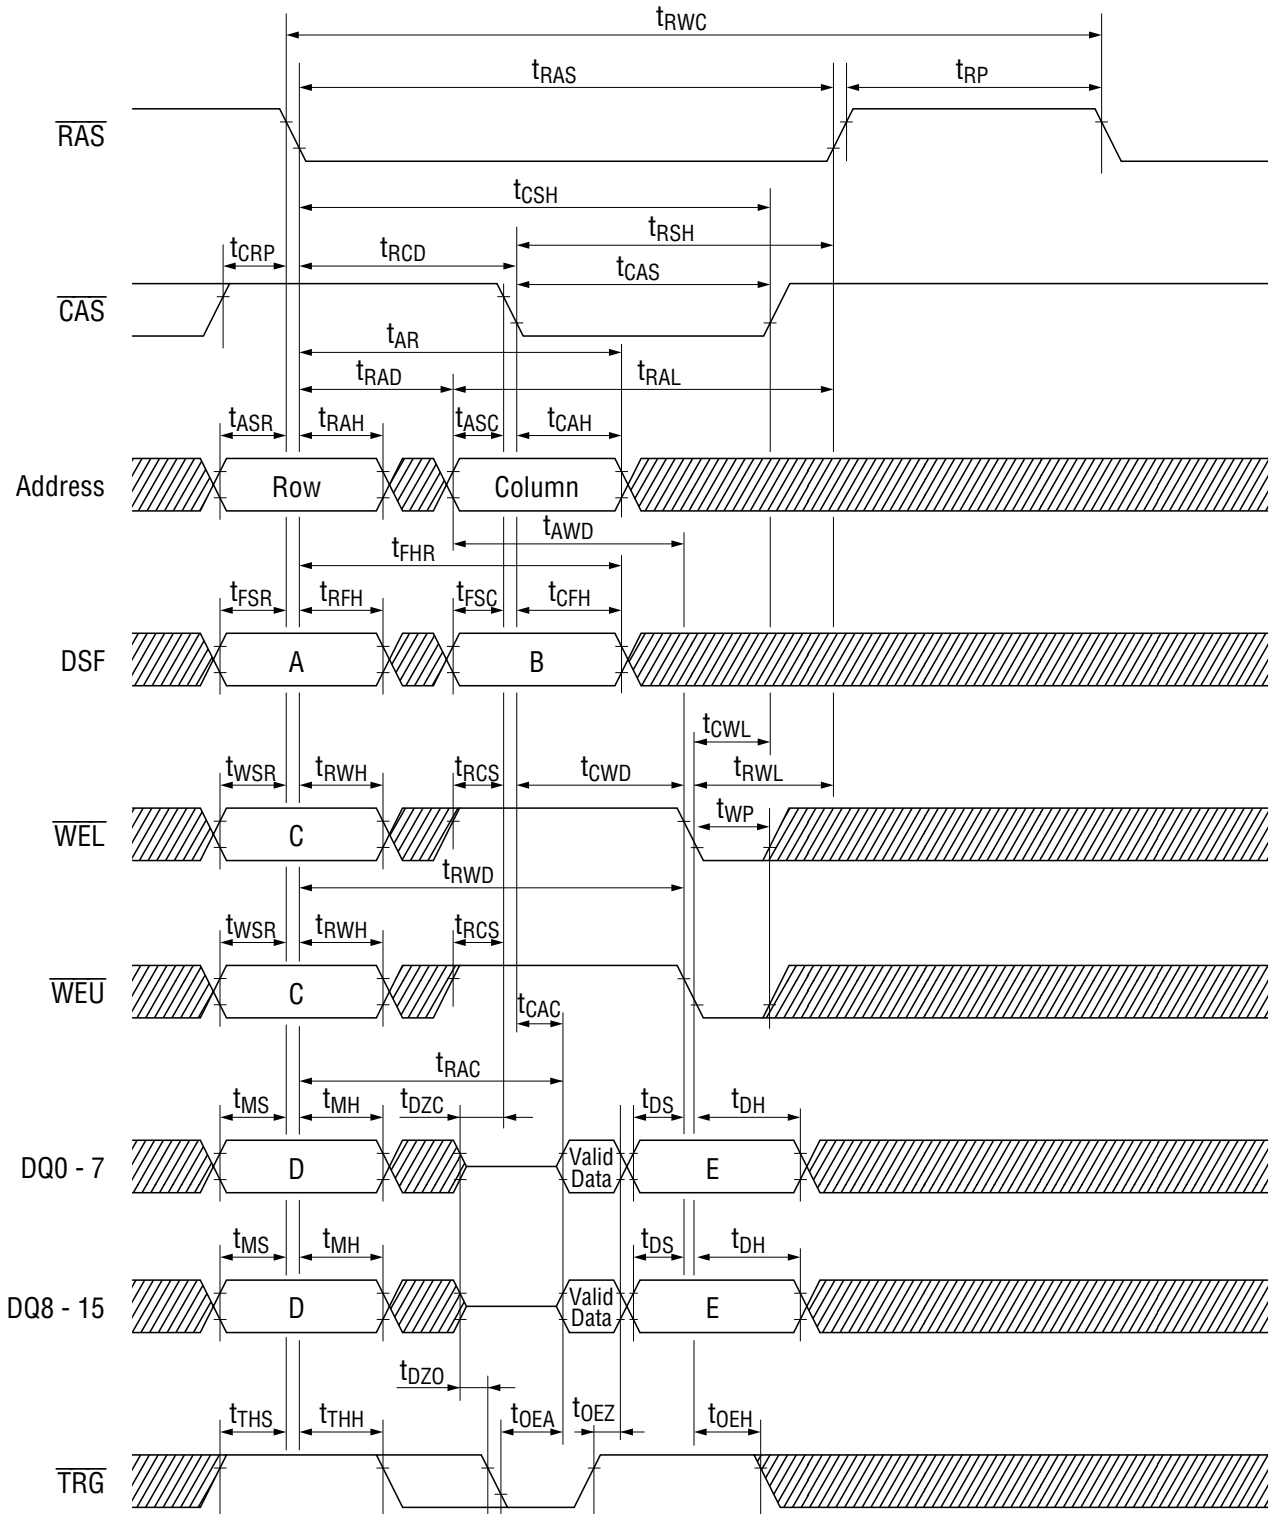 tRWC
tRAS tRP
RAS
tCSH
tRSH
tCRP tRCD tCAS
CAS
tAR
tRAD tRAL
tASR tRAH tASC tCAH
Address Row Column
tAWD
tFHR
tFSR tRFH tFSC tCFH
DSF A B
tCWL
tWSR tRWH tRCS tCWD tRWL
tWP
WEL C
tRWD
tWSR tRWH tRCS
WEU C
tCAC
tRAC
tMS tMH tDZC tDS tDH
DQ0 - 7 D Valid Data E
tMS tMH tDS tDH
DQ8 - 15 D Valid Data E
tDZO
tTHS tTHH tOEA tOEZ tOEH
TRG